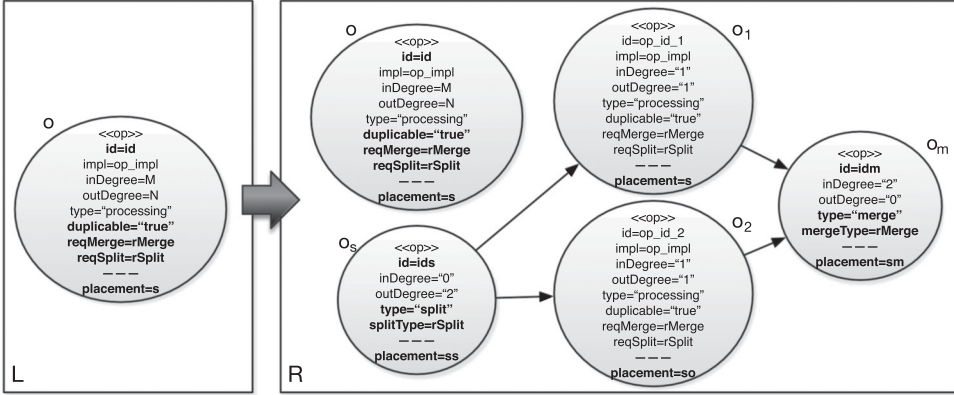 o
<<op>>
id=id
impl=op_impl
inDegree=M
outDegree=N
type="processing"
duplicable="true"
reqMerge=rMerge
reqSplit=rSplit
– – –
placement=s
L
o
<<op>>
id=id
impl=op_impl
inDegree=M
outDegree=N
type="processing"
duplicable="true"
reqMerge=rMerge
reqSplit=rSplit
– – –
placement=s
os
<<op>>
id=ids
inDegree="0"
outDegree="2"
type="split"
splitType=rSplit
– – –
placement=ss
o1
<<op>>
id=op_id_1
impl=op_impl
inDegree="1"
outDegree="1"
type="processing"
duplicable="true"
reqMerge=rMerge
reqSplit=rSplit
– – –
placement=s
o2
<<op>>
id=op_id_2
impl=op_impl
inDegree="1"
outDegree="1"
type="processing"
duplicable="true"
reqMerge=rMerge
reqSplit=rSplit
– – –
placement=so
om
<<op>>
id=idm
inDegree="2"
outDegree="0"
type="merge"
mergeType=rMerge
– – –
placement=sm
R